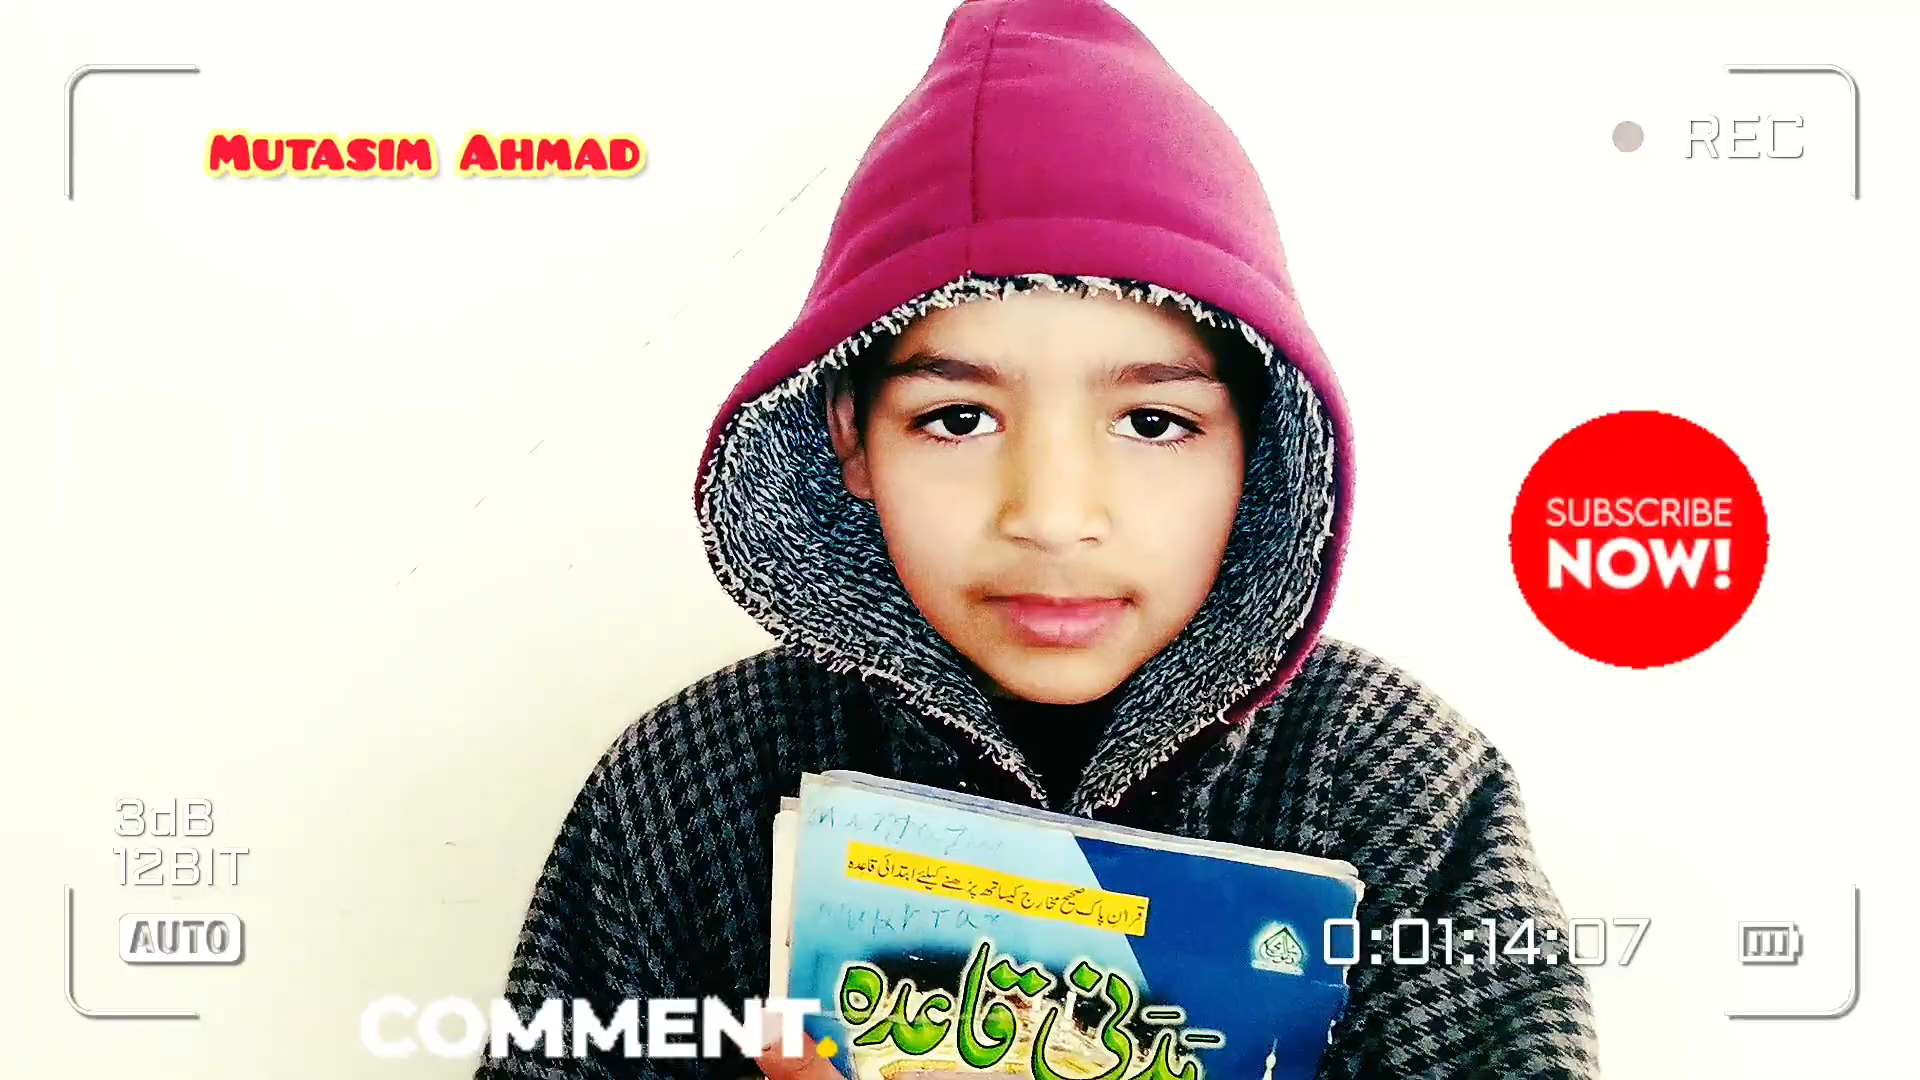 MUTASIM AHMAD
REC
SUBSCRIBE
NOW!
3dB
12BIT
AUTO
قرآن پاک صحیح مخارج کیساتھ پڑھنے کیلئے ابتدائی قاعدہ
مَدَنی قاعدہ
0:01:14:07
COMMENT.